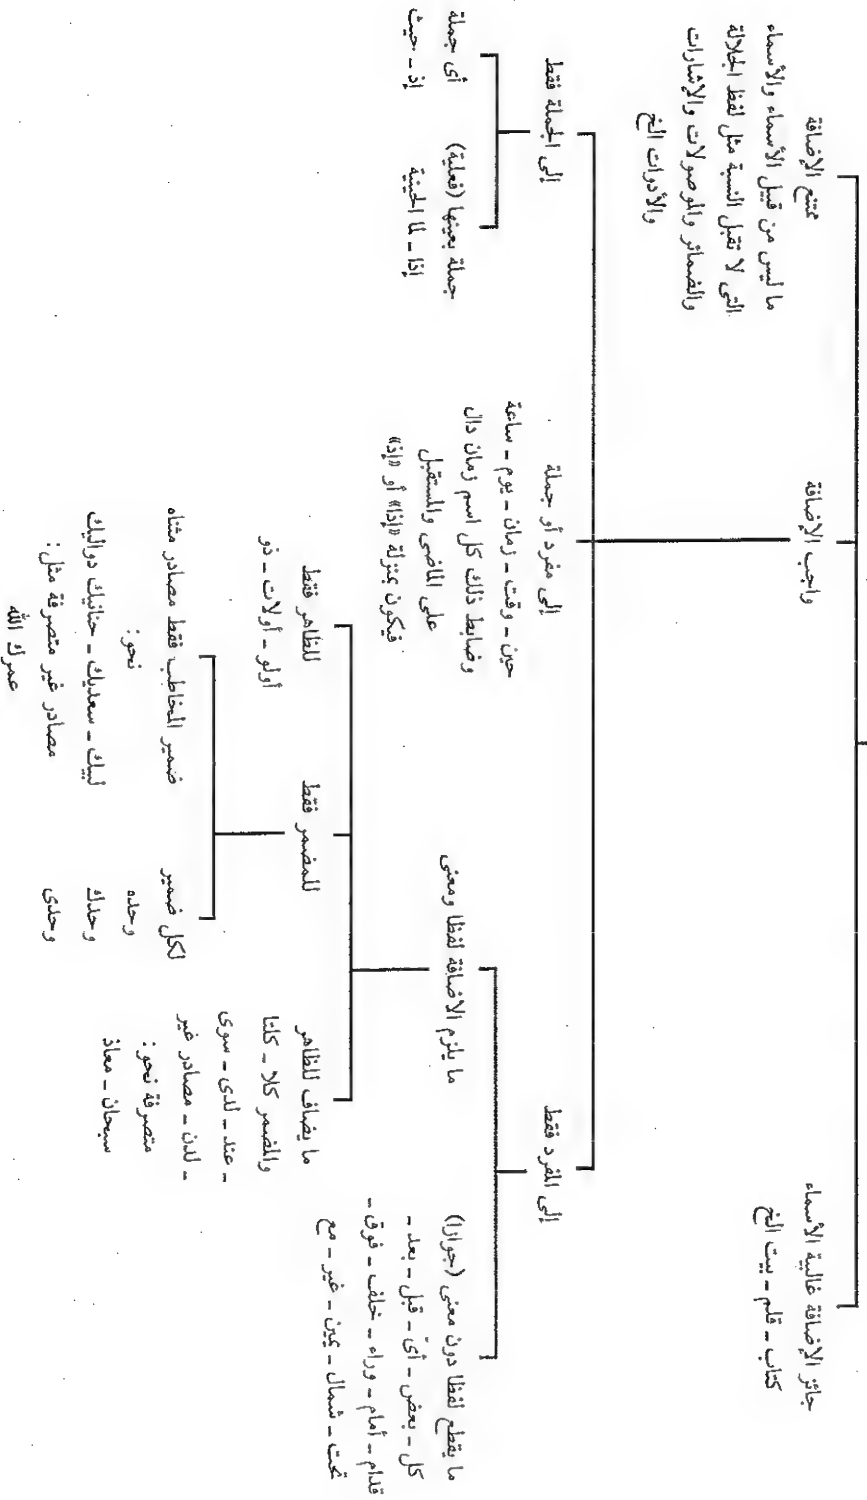 جائز الإضافة غالبية الأسماء
كتاب - قلم - بيت الخ
واجب الإضافة
ممتنع الإضافة
ما ليس من قبيل الأسماء والأسماء
التى لا تقبل النسبة مثل لفظ الجلالة
والضمائر والموصولات والإشارات
والأدوات الخ
إلى المفرد فقط
إلى مفرد أو جملة
حين - وقت - زمان - يوم - ساعة
وضابط ذلك كل اسم زمان دال
على الماضى والمستقبل
فيكون بمنزلة «إذا» أو «إذ»
إلى الجملة فقط
جملة بعينها (فعلية)
إذا - لما الحينية
أى جملة
إذ - حيث
ما يقطع لفظا دون معنى (جوازا)
كل - بعض - أىّ - قبل - بعد -
قدام - أمام - وراء - خلف - فوق -
تحت - شمال - يمين - غير - مع
ما يلزم الاضافة لفظا ومعنى
ما يضاف للظاهر
والمضمر كلا - كلتا
- عند - لدى - سوى
- لدن - مصادر غير
متصرفة نحو:
سبحان - معاذ
للمضمر فقط
للظاهر فقط
أولو - أولات - ذو
لكل ضمير
وحده
وحدك
وحدى
ضمير المخاطب فقط مصادر مثناه
نحو:
لبيك - سعديك - حنانيك دواليك
مصادر غير متصرفة مثل:
عمرك الله